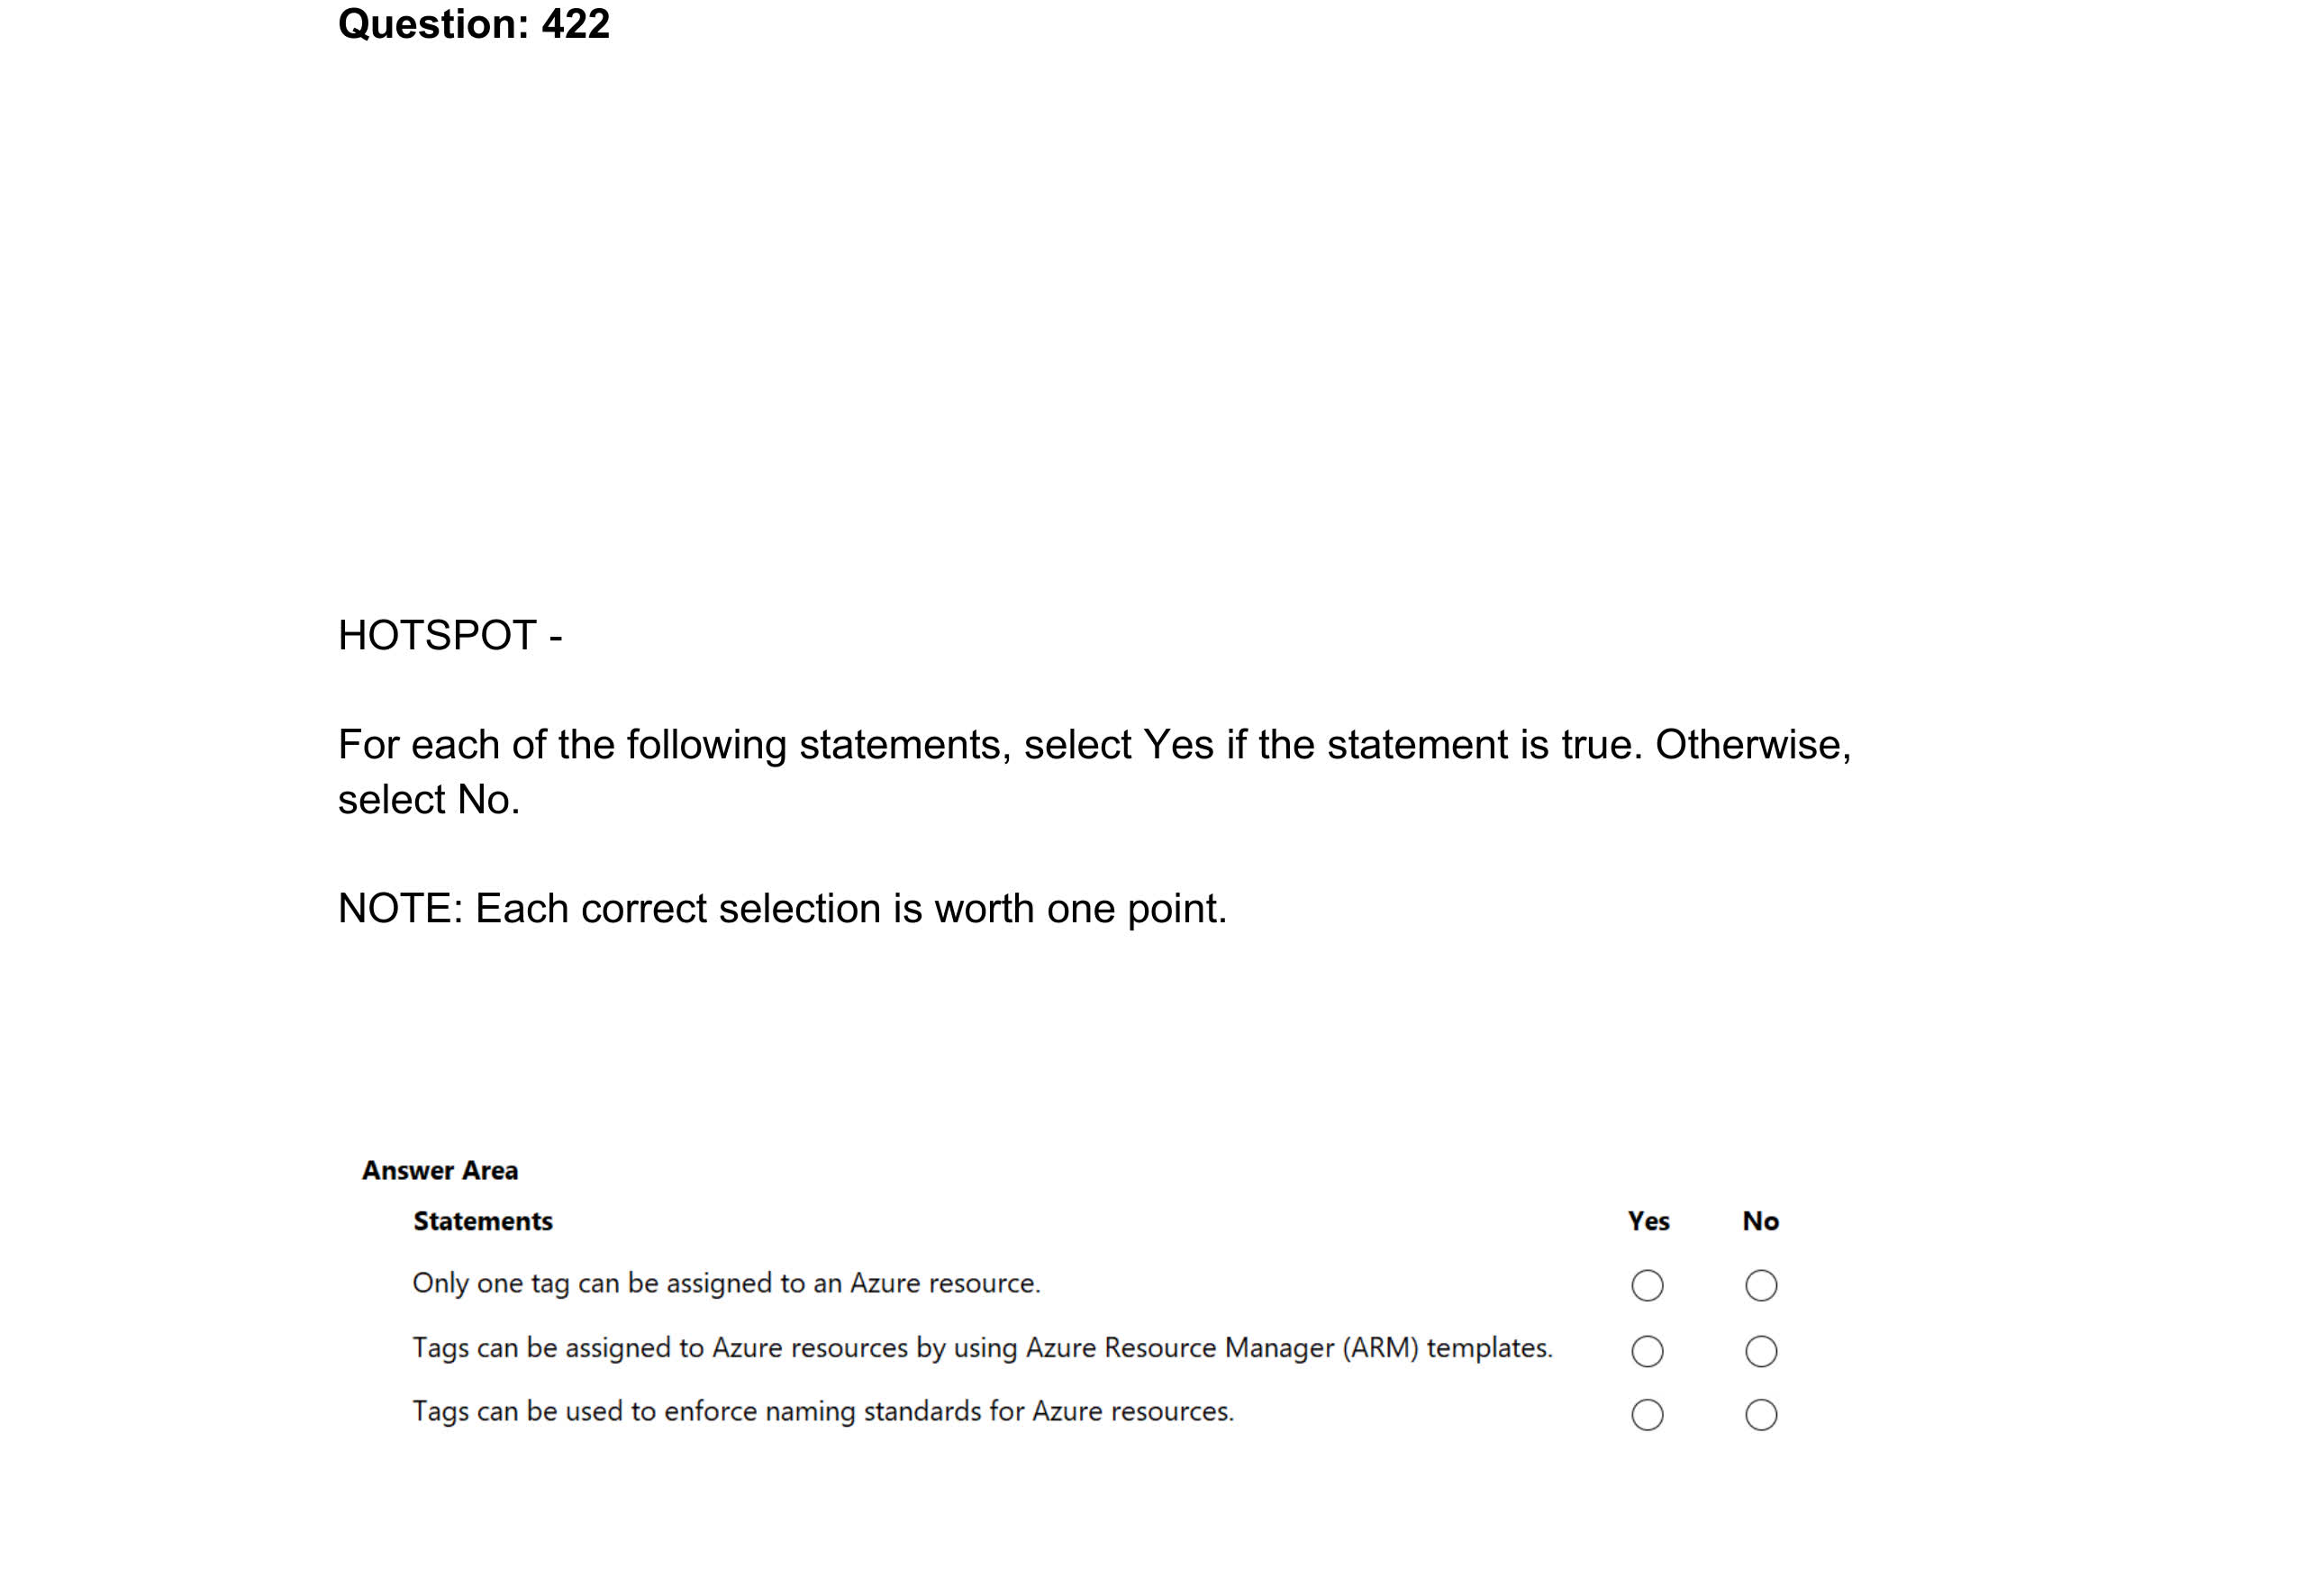 Question: 422
HOTSPOT -
For each of the following statements, select Yes if the statement is true. Otherwise,
select No.
NOTE: Each correct selection is worth one point.
Answer Area
Statements Yes No
Only one tag can be assigned to an Azure resource.
Tags can be assigned to Azure resources by using Azure Resource Manager (ARM) templates.
Tags can be used to enforce naming standards for Azure resources.